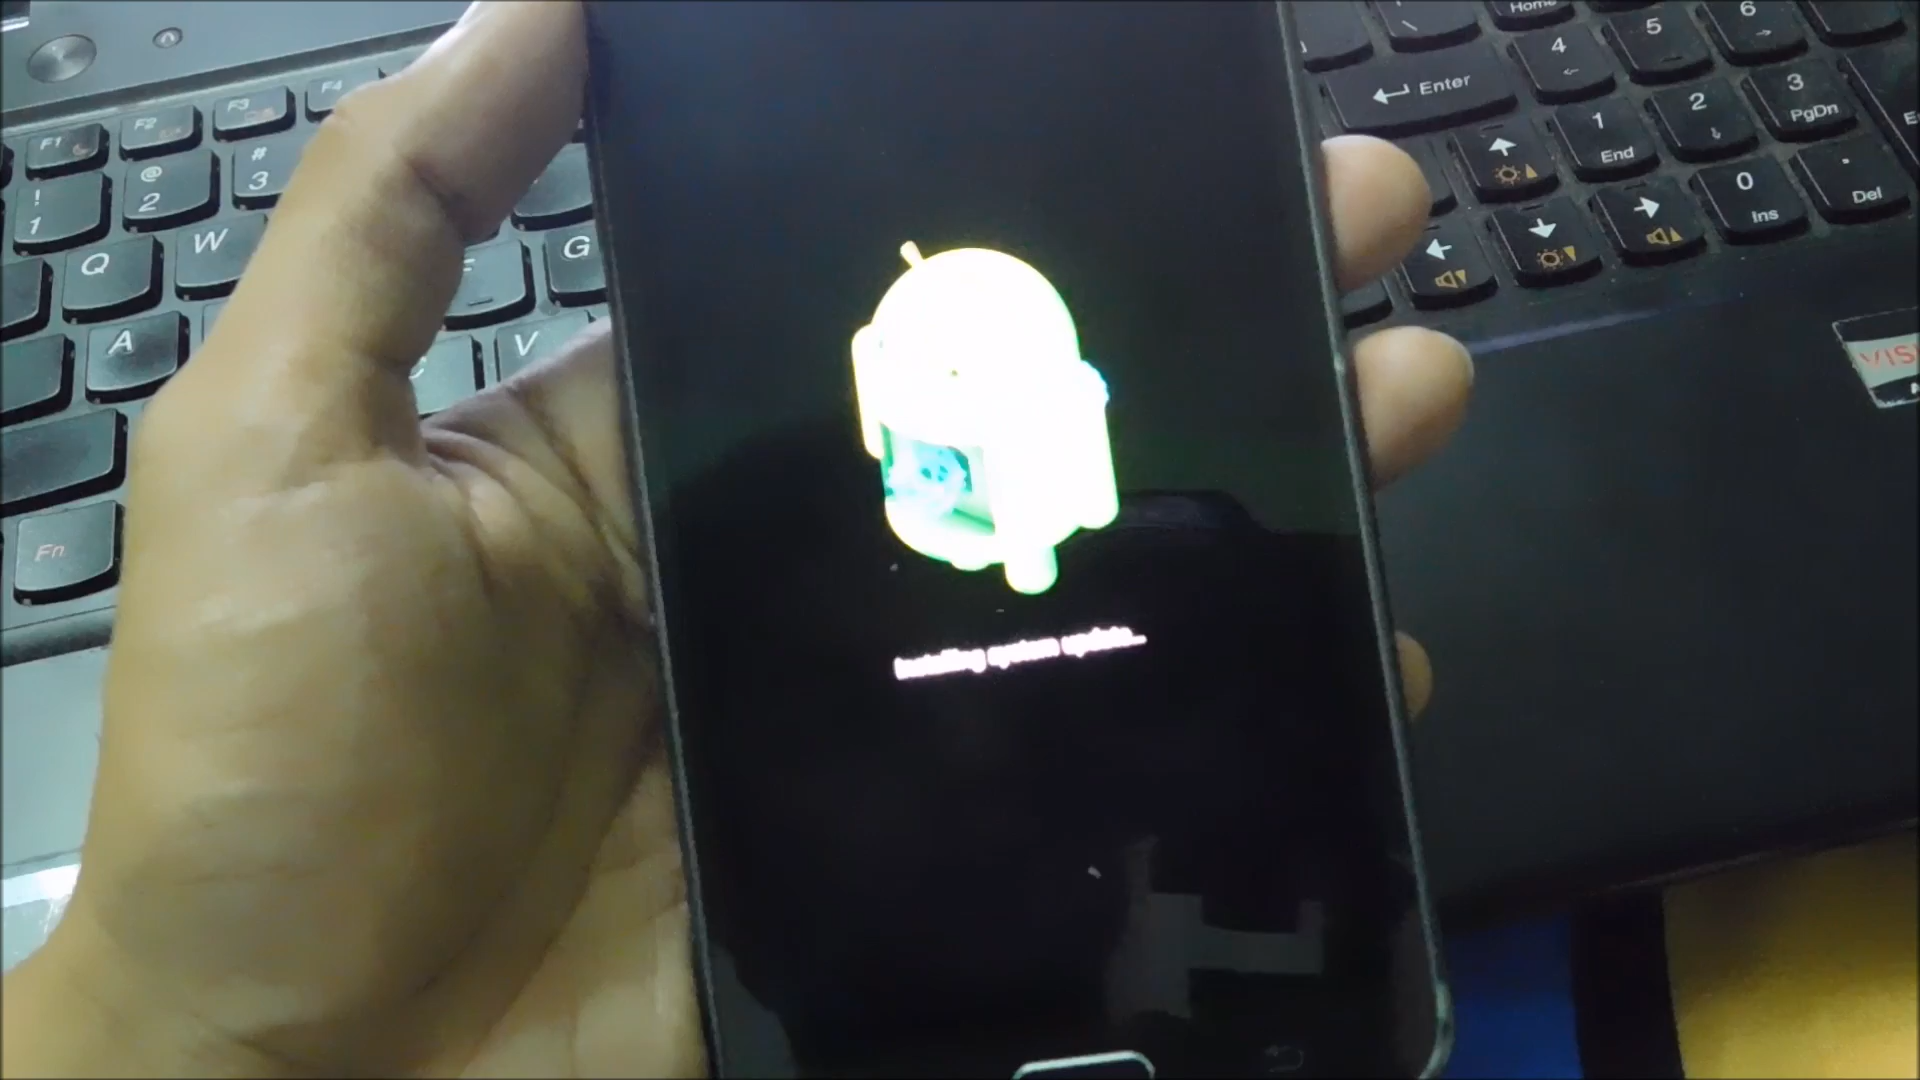 Home
\
6
5
4
Enter
3
PgDn
2
1
End
0
Ins
.
Del
F1
F2
F3
F4
!
1
@
2
#
3
Q
W
F
G
A
C
V
Fn
Installing system update...